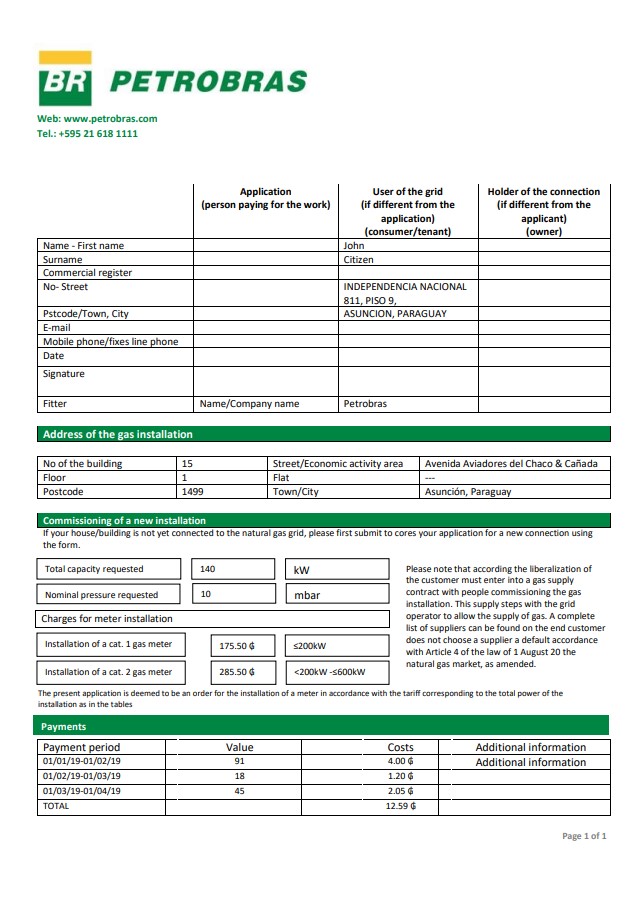 BR PETROBRAS
Web: www.petrobras.com
Tel.: +595 21 618 1111
Application
(person paying for the work)
User of the grid
(if different from the
application)
(consumer/tenant)
Holder of the connection
(if different from the
applicant)
(owner)
Name - First name John
Surname Citizen
Commercial register
No- Street INDEPENDENCIA NACIONAL
811, PISO 9,
Pstcode/Town, City ASUNCION, PARAGUAY
E-mail
Mobile phone/fixes line phone
Date
Signature
Fitter Name/Company name Petrobras
Address of the gas installation
No of the building 15 Street/Economic activity area Avenida Aviadores del Chaco & Cañada
Floor 1 Flat ---
Postcode 1499 Town/City Asunción, Paraguay
Commissioning of a new installation
If your house/building is not yet connected to the natural gas grid, please first submit to cores your application for a new connection using
the form.
Total capacity requested 140 kW
Nominal pressure requested 10 mbar
Charges for meter installation
Installation of a cat. 1 gas meter 175.50 ₲ ≤200kW
Installation of a cat. 2 gas meter 285.50 ₲ <200kW -≤600kW
Please note that according the liberalization of
the customer must enter into a gas supply
contract with people commissioning the gas
installation. This supply steps with the grid
operator to allow the supply of gas. A complete
list of suppliers can be found on the end customer
does not choose a supplier a default accordance
with Article 4 of the law of 1 August 20 the
natural gas market, as amended.
The present application is deemed to be an order for the installation of a meter in accordance with the tariff corresponding to the total power of the
installation as in the tables
Payments
Payment period Value Costs Additional information
01/01/19-01/02/19 91 4.00 ₲ Additional information
01/02/19-01/03/19 18 1.20 ₲
01/03/19-01/04/19 45 2.05 ₲
TOTAL 12.59 ₲
Page 1 of 1